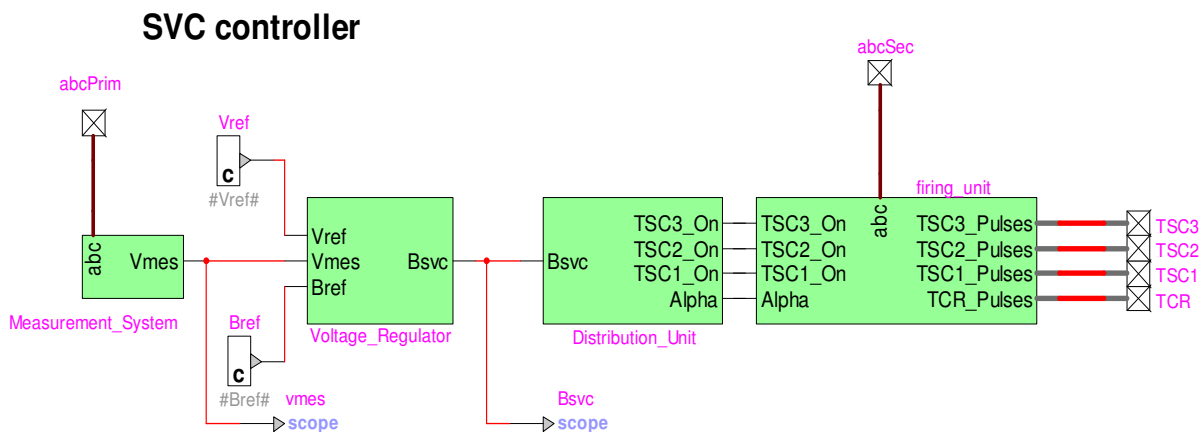 SVC controller
abcPrim
abcSec
Vref
c
#Vref#
firing_unit
abc
Vmes
Measurement_System
Vref
Vmes
Bref
Bsvc
Voltage_Regulator
Bref
c
#Bref#
vmes
scope
Bsvc
TSC3_On
TSC2_On
TSC1_On
Alpha
Distribution_Unit
Bsvc
scope
abc
TSC3_On
TSC2_On
TSC1_On
Alpha
TSC3_Pulses
TSC2_Pulses
TSC1_Pulses
TCR_Pulses
TSC3
TSC2
TSC1
TCR